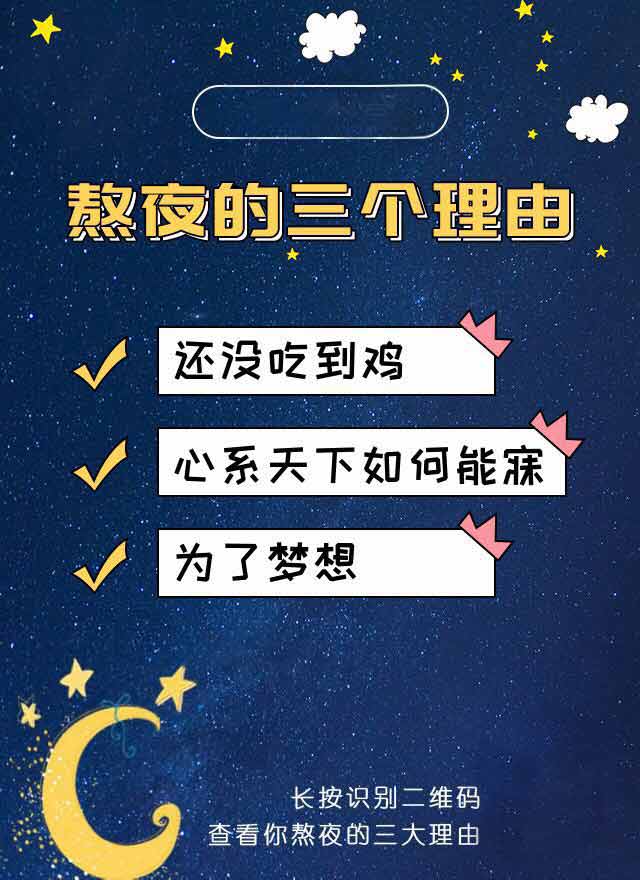 熬夜的三个理由
还没吃到鸡
心系天下如何能寐
为了梦想
长按识别二维码
查看你熬夜的三大理由